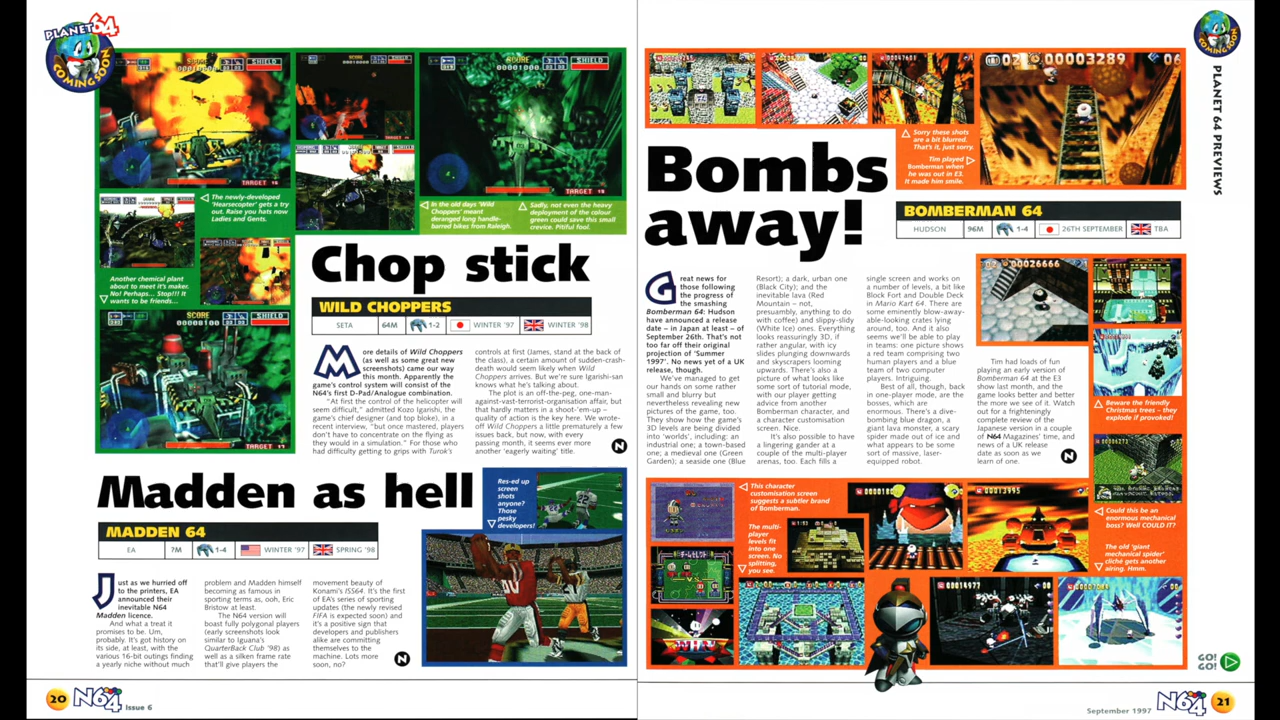 PLANET 64
COMING SOON
The newly-developed
'Hearsecopter' gets a try
out. Raise you hats now
Ladies and Gents.
In the old days 'Wild
Choppers' meant
deranged long handle-
barred bikes from Raleigh.
Sadly, not even the heavy
deployment of the colour
green could save this small
crevice. Pitiful fool.
Another chemical plant
about to meet it's maker.
No! Perhaps... Stop!!! It
wants to be friends...
Chop stick
WILD CHOPPERS
SETA 64M 1-2 WINTER '97 WINTER '98
More details of Wild Choppers
(as well as some great new
screenshots) came our way
this month. Apparently the
game's control system will consist of the
N64's first D-Pad/Analogue combination.
"At first the control of the helicopter will
seem difficult," admitted Kozo Igarishi, the
game's chief designer (and top bloke), in a
recent interview, "but once mastered, players
don't have to concentrate on the flying as
they would in a simulation." For those who
had difficulty getting to grips with Turok's
controls at first (James, stand at the back of
the class), a certain amount of sudden-crash-
death would seem likely when Wild
Choppers arrives. But we're sure Igarishi-san
knows what he's talking about.
The plot is an off-the-peg, one-man-
against-vast-terrorist-organisation affair, but
that hardly matters in a shoot-'em-up –
quality of action is the key here. We wrote-
off Wild Choppers a little prematurely a few
issues back, but now, with every
passing month, it seems ever more
another 'eagerly waiting' title.
Madden as hell
MADDEN 64
EA 7M 1-4 WINTER '97 SPRING '98
Res-ed up
screen
shots
anyone?
Those
pesky
developers!
Just as we hurried off
to the printers, EA
announced their
inevitable N64
Madden licence.
And what a treat it
promises to be. Um,
probably. It's got history on
its side, at least, with the
various 16-bit outings finding
a yearly niche without much
problem and Madden himself
becoming as famous in
sporting terms as, ooh, Eric
Bristow at least.
The N64 version will
boast fully polygonal players
(early screenshots look
similar to Iguana's
QuarterBack Club '98) as
well as a silken frame rate
that'll give players the
movement beauty of
Konami's ISS64. It's the first
of EA's series of sporting
updates (the newly revised
FIFA is expected soon) and
it's a positive sign that
developers and publishers
alike are committing
themselves to the
machine. Lots more
soon, no?
20 N64 Issue 6
COMING SOON
PLANET 64 PREVIEWS
Sorry these shots
are a bit blurred.
That's it, just sorry.
Tim played
Bomberman when
he was out in E3.
It made him smile.
Bombs
away!
BOMBERMAN 64
HUDSON 96M 1-4 26TH SEPTEMBER TBA
Great news for
those following
the progress of
the smashing
Bomberman 64: Hudson
have announced a release
date – in Japan at least – of
September 26th. That's not
too far off their original
projection of 'Summer
1997'. No news yet of a UK
release, though.
We've managed to get
our hands on some rather
small and blurry but
nevertheless revealing new
pictures of the game, too.
They show how the game's
3D levels are being divided
into 'worlds', including: an
industrial one; a town-based
one; a medieval one (Green
Garden); a seaside one (Blue
Resort); a dark, urban one
(Black City); and the
inevitable lava (Red
Mountain – not,
presumably, anything to do
with coffee) and slippy-slidy
(White Ice) ones. Everything
looks reassuringly 3D, if
rather angular, with icy
slides plunging downwards
and skyscrapers looming
upwards. There's also a
picture of what looks like
some sort of tutorial mode,
with our player getting
advice from another
Bomberman character, and
a character customisation
screen. Nice.
It's also possible to have
a lingering gander at a
couple of the multi-player
arenas, too. Each fills a
single screen and works on
a number of levels, a bit like
Block Fort and Double Deck
in Mario Kart 64. There are
some eminently blow-away-
able-looking crates lying
around, too. And it also
seems we'll be able to play
in teams: one picture shows
a red team comprising two
human players and a blue
team of two computer
players. Intriguing.
Best of all, though, back
in one-player mode, are the
bosses, which are
enormous. There's a dive-
bombing blue dragon, a
giant lava monster, a scary
spider made out of ice and
what appears to be some
sort of massive, laser-
equipped robot.
Tim had loads of fun
playing an early version of
Bomberman 64 at the E3
show last month, and the
game looks better and better
the more we see of it. Watch
out for a frighteningly
complete review of the
Japanese version in a couple
of N64 Magazines' time, and
news of a UK release
date as soon as we
learn of one.
Beware the friendly
Christmas trees – they
explode if provoked!
This character
customisation screen
suggests a subtler brand
of Bomberman.
The multi-
player
levels fit
into one
screen. No
splitting,
you see.
Could this be an
enormous mechanical
boss? Well COULD IT?
The old 'giant
mechanical spider'
cliché gets another
airing. Hmm.
GO!
GO!
September 1997 N64 21